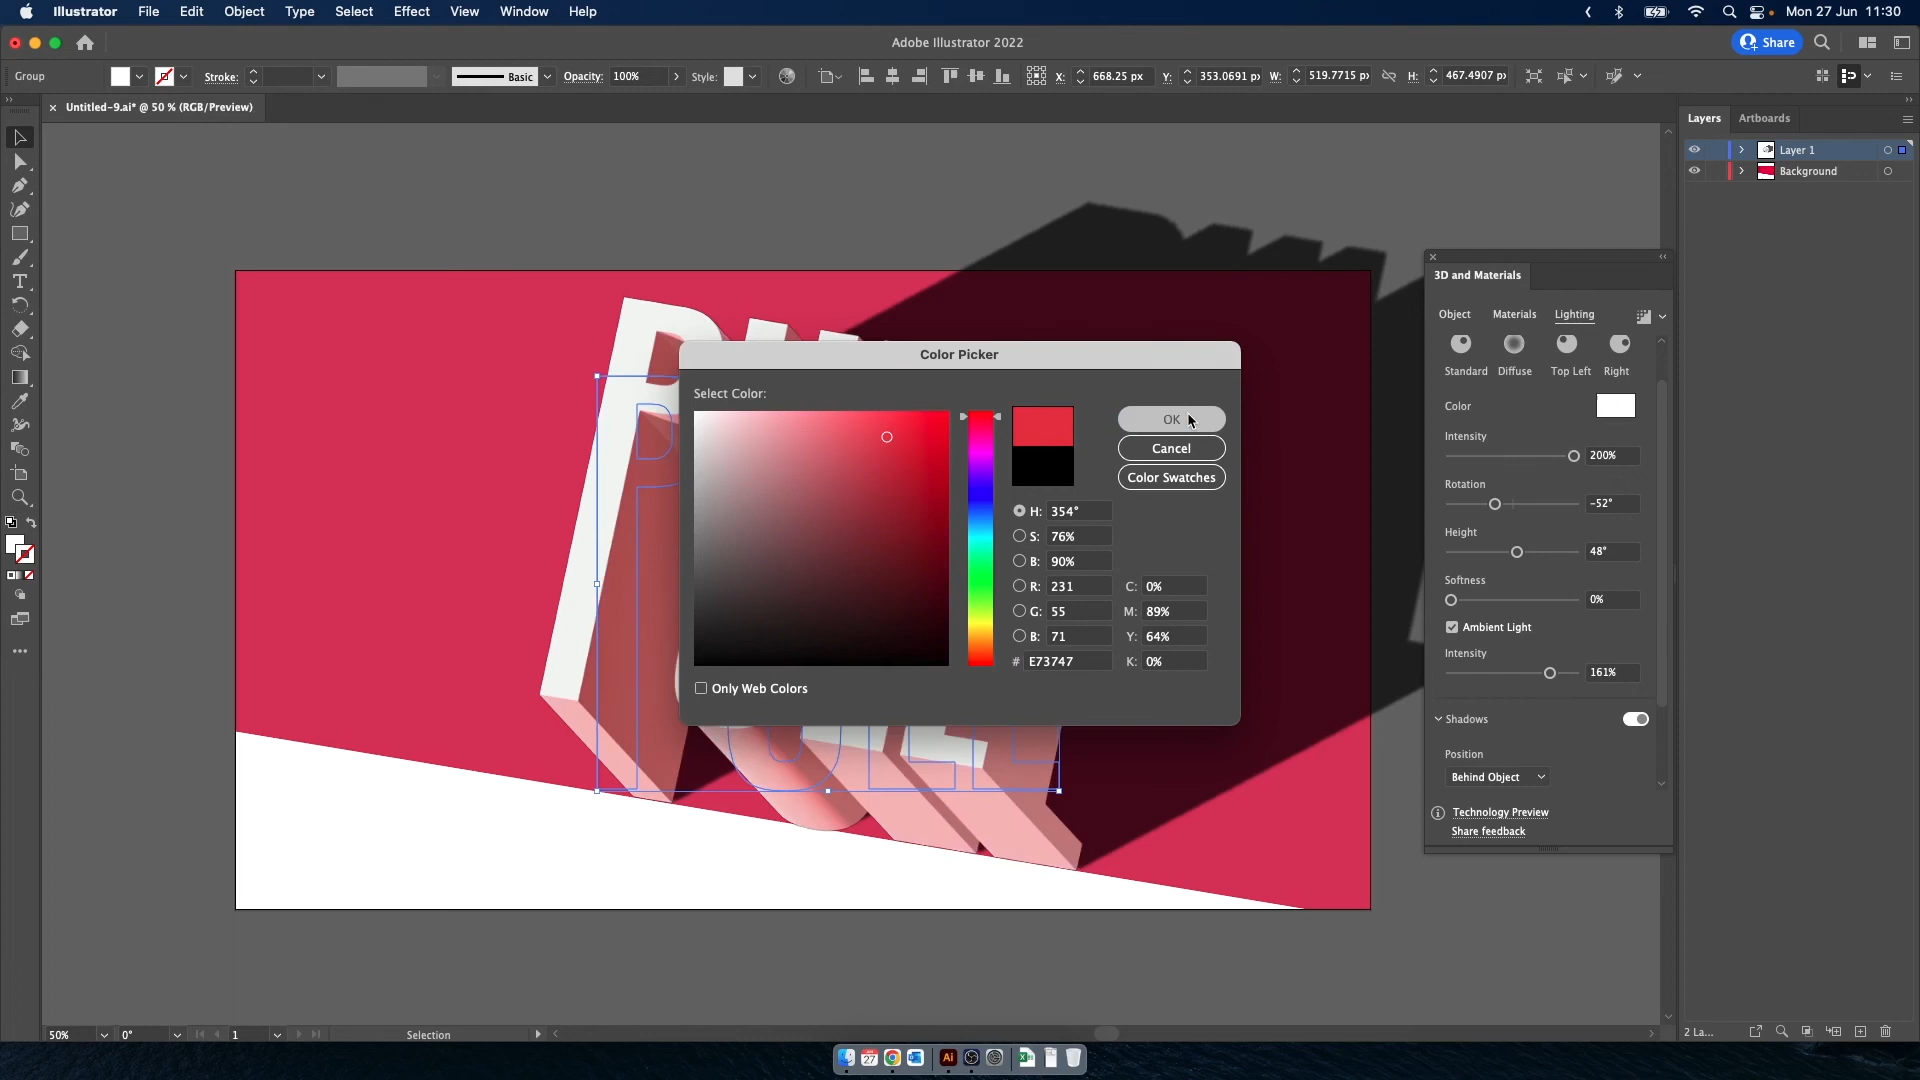 Illustrator File Edit Object Type Select Effect View Window Help Mon 27 Jun 11:30
Adobe Illustrator 2022 Share
Group Stroke: Basic Opacity: 100% Style: X: 668.25 px Y: 353.0691 px W: 519.7715 px H: 467.4907 px
Untitled-9.ai* @ 50 % (RGB/Preview)
Layers Artboards
Layer 1
Background
3D and Materials
Object Materials Lighting
Standard Diffuse Top Left Right
Color
Intensity
200%
Rotation
-52°
Height
48°
Softness
0%
Ambient Light
Intensity
161%
Shadows
Position
Behind Object
Technology Preview
Share feedback
Color Picker
Select Color:
OK
Cancel
Color Swatches
H: 354°
S: 76%
B: 90%
R: 231 C: 0%
G: 55 M: 89%
B: 71 Y: 64%
# E73747 K: 0%
Only Web Colors
50% 0° 1 Selection
2 La...
27
Ai